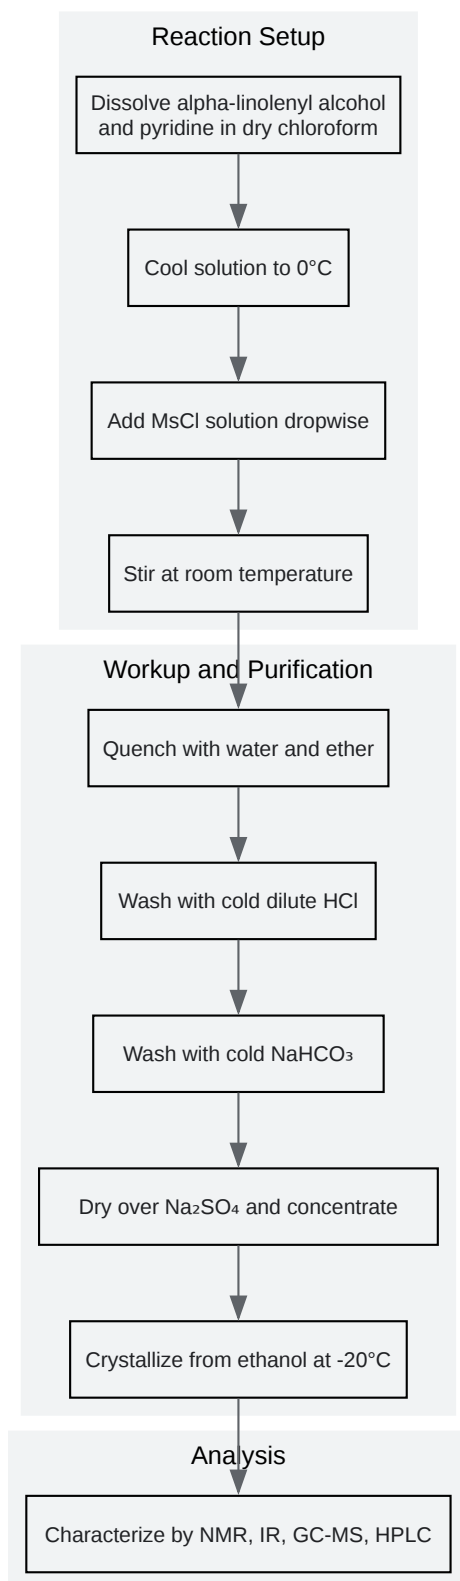 Reaction Setup
Dissolve alpha-linolenyl alcohol
and pyridine in dry chloroform
Cool solution to 0°C
Add MsCl solution dropwise
Stir at room temperature
Workup and Purification
Quench with water and ether
Wash with cold dilute HCl
Wash with cold NaHCO₃
Dry over Na₂SO₄ and concentrate
Crystallize from ethanol at -20°C
Analysis
Characterize by NMR, IR, GC-MS, HPLC